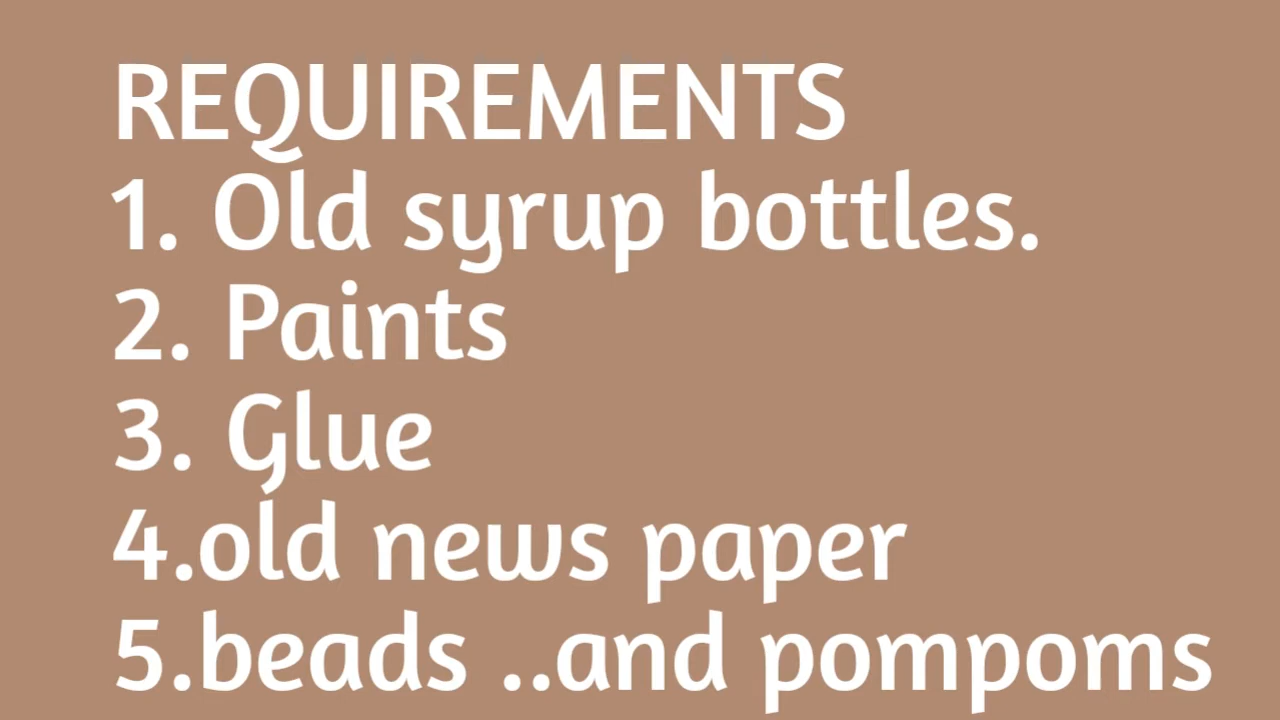 REQUIREMENTS
1. Old syrup bottles.
2. Paints
3. Glue
4.old news paper
5.beads ..and pompoms